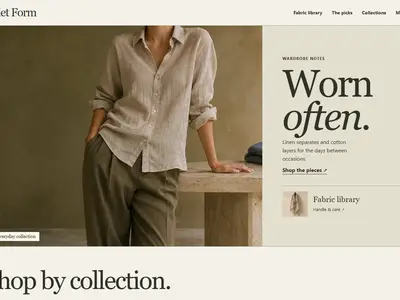 et Form
Fabric library The picks Collections
WARDROBE NOTES
Worn
often.
Linen separates and cotton
layers for the days between
occasions.
Shop the pieces ↗
Fabric library
Handle & care ↗
everyday collection
hop by collection.